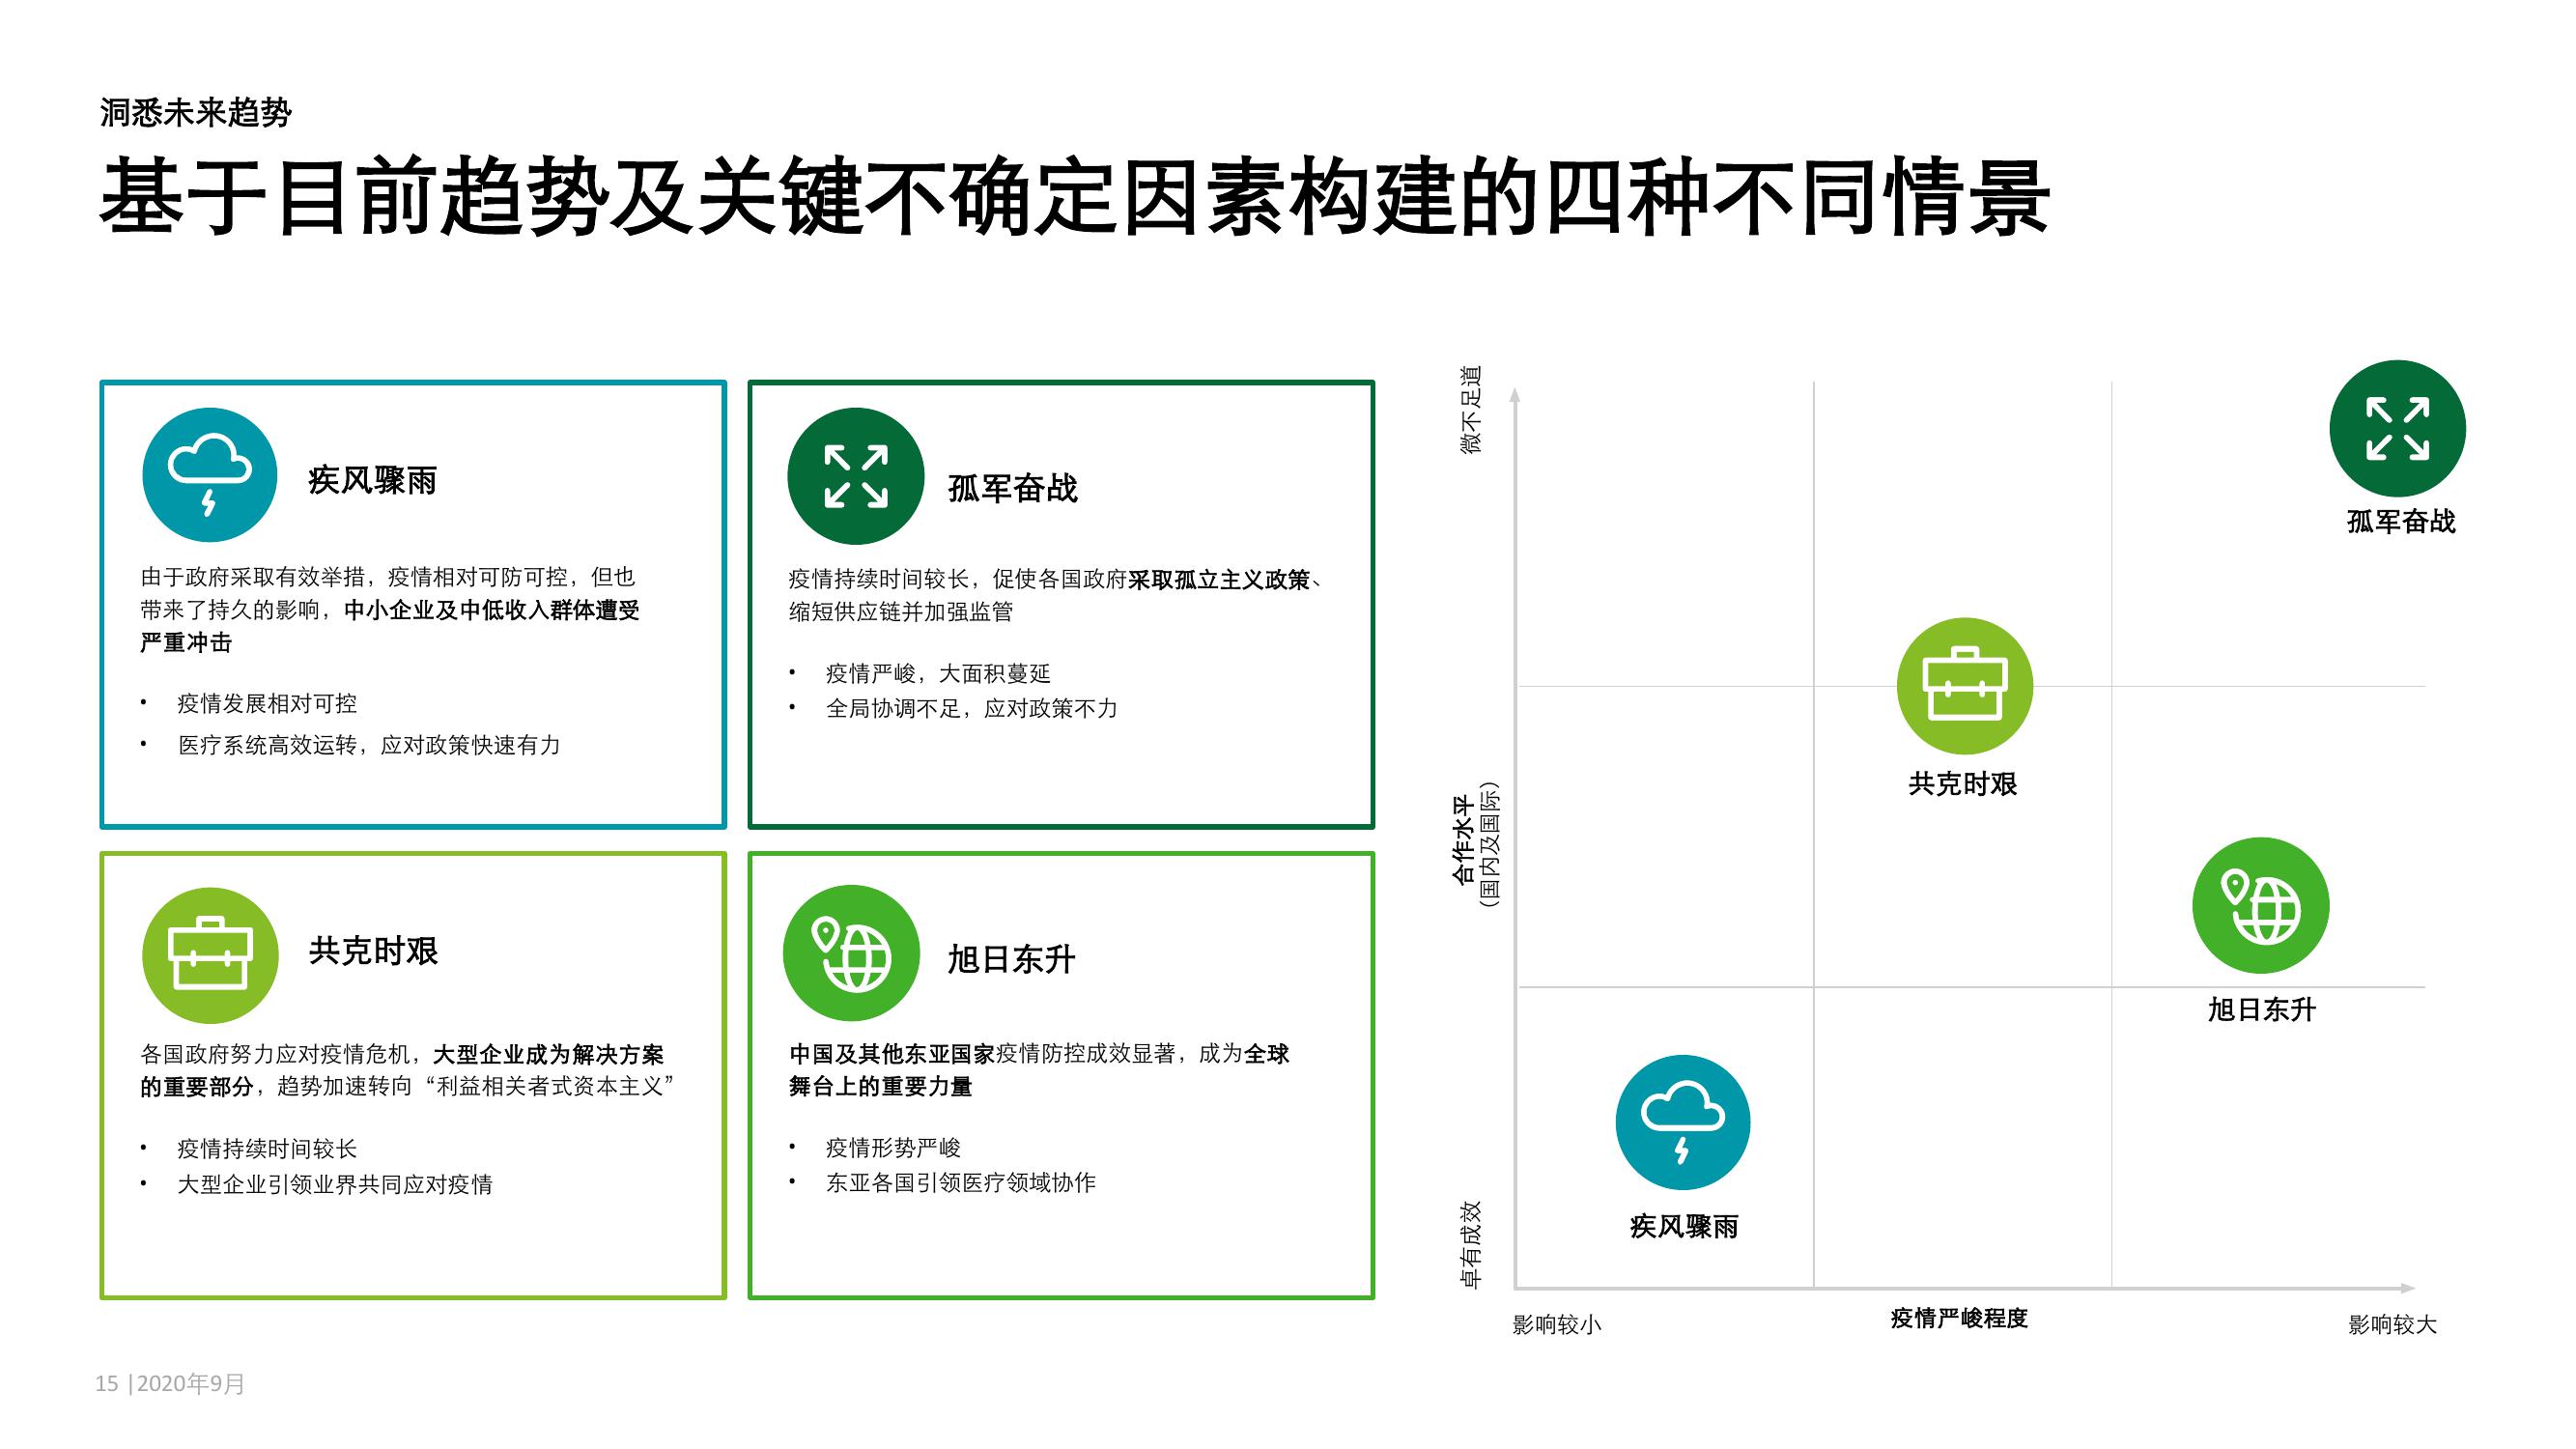 洞悉未来趋势
基于目前趋势及关键不确定因素构建的四种不同情景
疾风骤雨
由于政府采取有效举措，疫情相对可防可控，但也
带来了持久的影响，中小企业及中低收入群体遭受
严重冲击
• 疫情发展相对可控
• 医疗系统高效运转，应对政策快速有力
孤军奋战
疫情持续时间较长，促使各国政府采取孤立主义政策、
缩短供应链并加强监管
• 疫情严峻，大面积蔓延
• 全局协调不足，应对政策不力
共克时艰
各国政府努力应对疫情危机，大型企业成为解决方案
的重要部分，趋势加速转向“利益相关者式资本主义”
• 疫情持续时间较长
• 大型企业引领业界共同应对疫情
旭日东升
中国及其他东亚国家疫情防控成效显著，成为全球
舞台上的重要力量
• 疫情形势严峻
• 东亚各国引领医疗领域协作
微不足道
合作水平
（国内及国际）
卓有成效
孤军奋战
共克时艰
旭日东升
疾风骤雨
影响较小
疫情严峻程度
影响较大
15 |2020年9月